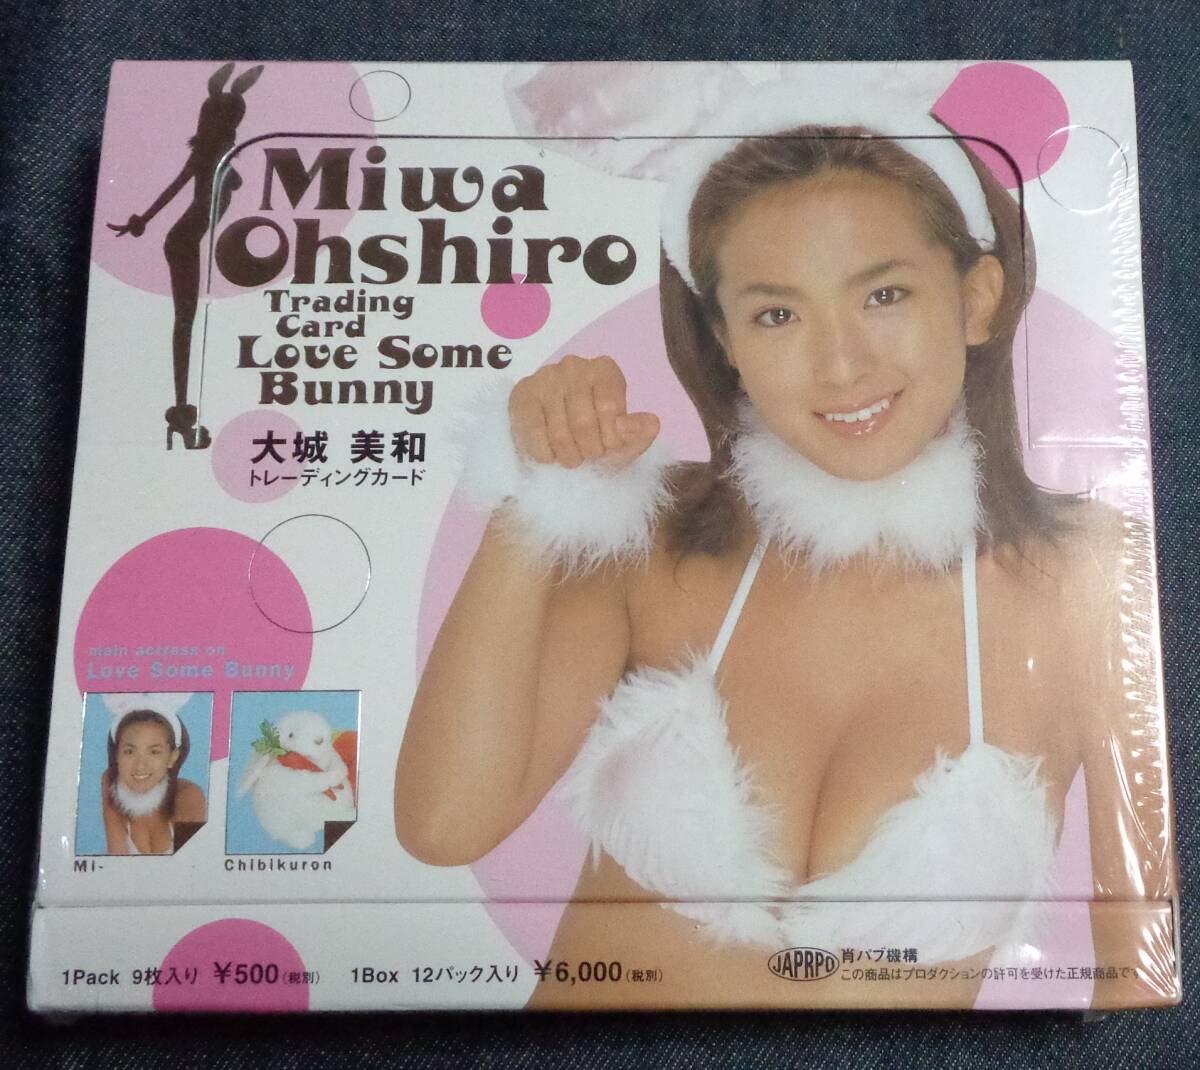 Miwa
Ohshiro
Trading
Card
Love Some
Bunny
大城 美和
トレーディングカード
main actress on
Love Some Bunny
Mi-
Chibikuron
1Pack 9枚入り ¥500(税別) 1Box 12パック入り ¥6,000(税別)
JAPRPO 肖パブ機構
この商品はプロダクションの許可を受けた正規商品です